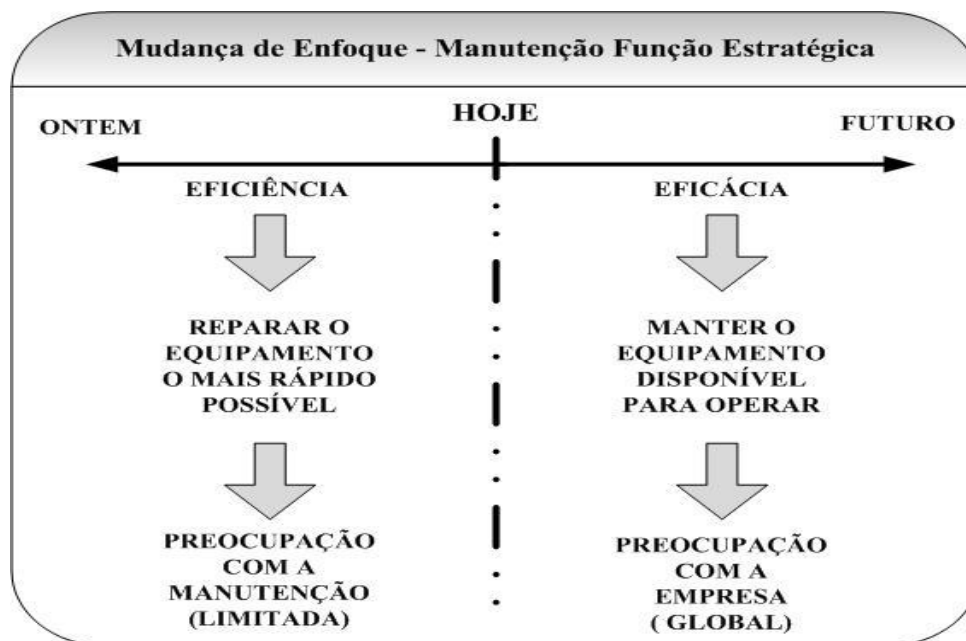 Mudança de Enfoque - Manutenção Função Estratégica
HOJE
ONTEM
FUTURO
EFICIÊNCIA
REPARAR O
EQUIPAMENTO
O MAIS RÁPIDO
POSSÍVEL
PREOCUPAÇÃO
COM A
MANUTENÇÃO
(LIMITADA)
EFICÁCIA
MANTER O
EQUIPAMENTO
DISPONÍVEL
PARA OPERAR
PREOCUPAÇÃO
COM A
EMPRESA
( GLOBAL)